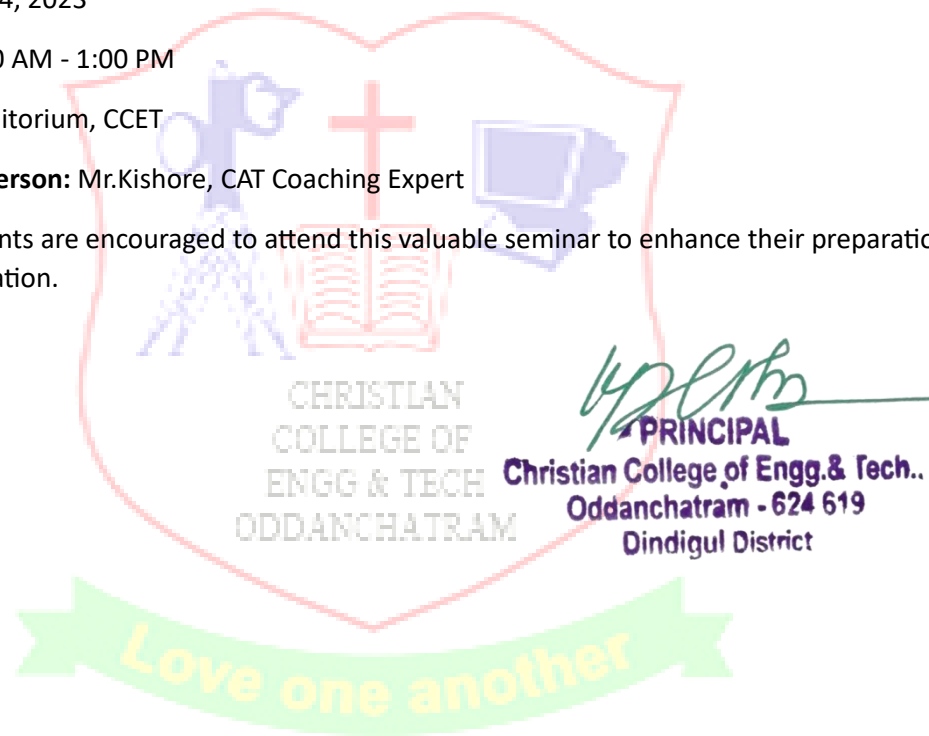 4, 2023
0 AM - 1:00 PM
itorium, CCET
erson: Mr.Kishore, CAT Coaching Expert
nts are encouraged to attend this valuable seminar to enhance their preparatio
ation.
PRINCIPAL
Christian College of Engg.& Tech..
Oddanchatram - 624 619
Dindigul District
CHRISTIAN
COLLEGE OF
ENGG & TECH
ODDANCHATRAM
Love one another